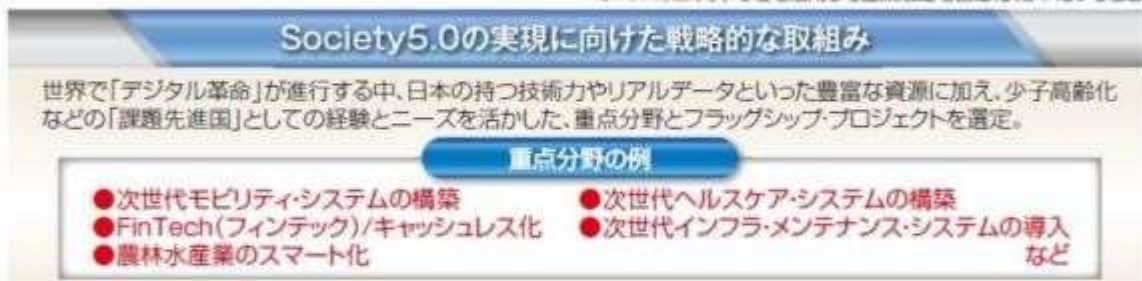 Society5.0の実現に向けた戦略的な取組み
世界で「デジタル革命」が進行する中、日本の持つ技術力やリアルデータといった豊富な資源に加え、少子高齢化
などの「課題先進国」としての経験とニーズを活かした、重点分野とフラッグシップ・プロジェクトを選定。
重点分野の例
●次世代モビリティ・システムの構築
●FinTech(フィンテック)/キャッシュレス化
●農林水産業のスマート化
●次世代ヘルスケア・システムの構築
●次世代インフラ・メンテナンス・システムの導入
など